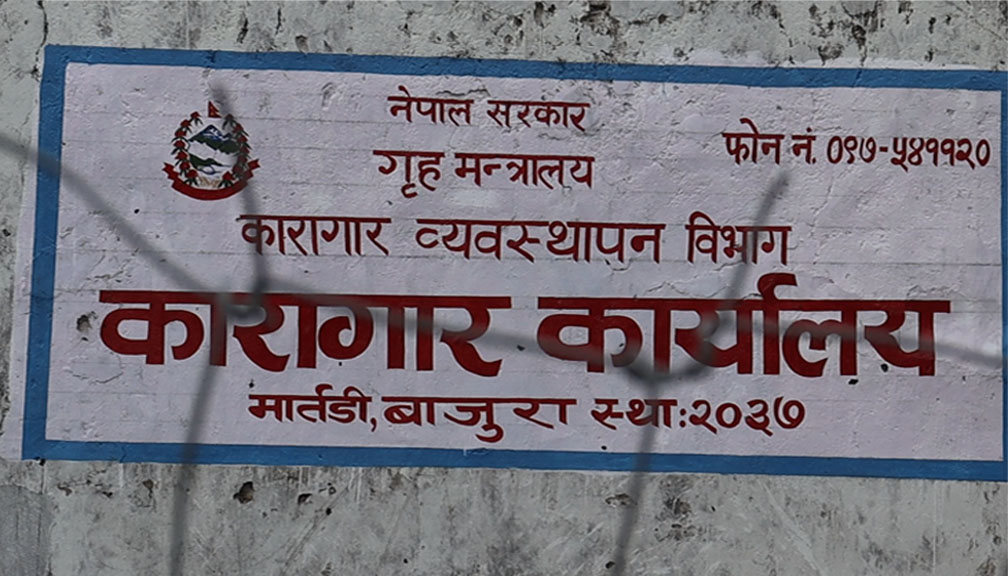 नेपाल सरकार
गृह मन्त्रालय
फोन नं. ०९७-५४११२०
कारागार व्यवस्थापन विभाग
कारागार कार्यालय
मार्तडी, बाजुरा स्था:२०३७